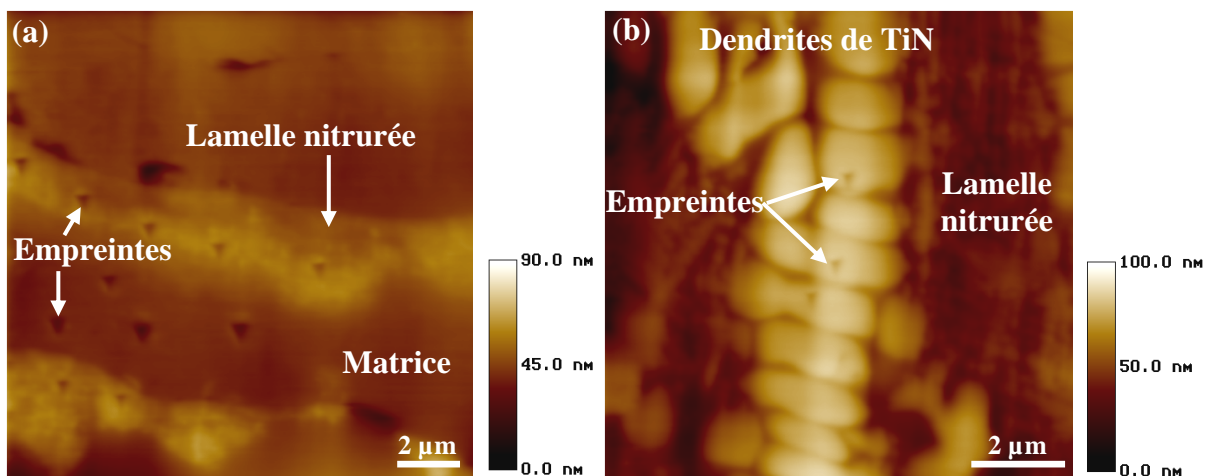 (a)
Lamelle nitrurée
Empreintes
Matrice
2 µm
90.0 nm
45.0 nm
0.0 nm
(b)
Dendrites de TiN
Empreintes
Lamelle
nitrurée
2 µm
100.0 nm
50.0 nm
0.0 nm